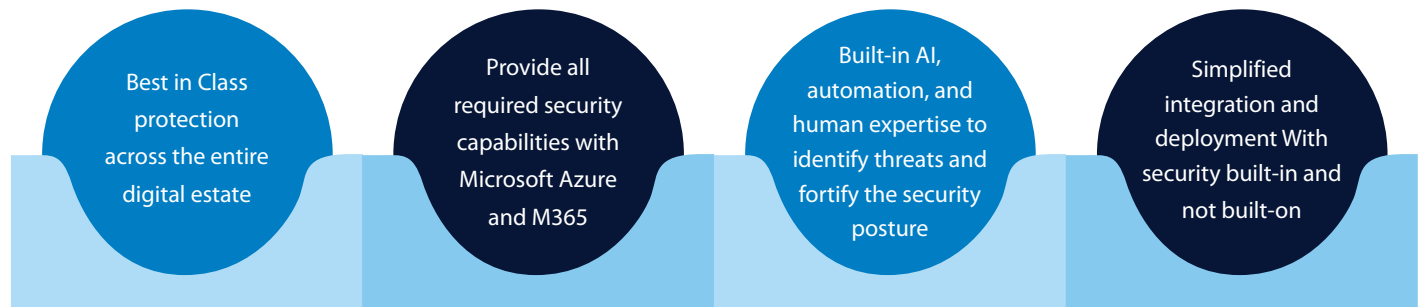 Best in Class
protection
across the entire
digital estate
Provide all
required security
capabilities with
Microsoft Azure
and M365
Built-in AI,
automation, and
human expertise to
identify threats and
fortify the security
posture
Simplified
integration and
deployment With
security built-in and
not built-on